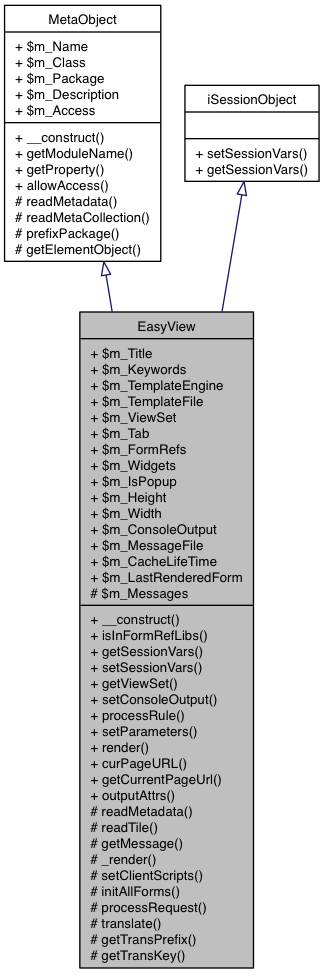 MetaObject
+ $m_Name
+ $m_Class
+ $m_Package
+ $m_Description
+ $m_Access
+ __construct()
+ getModuleName()
+ getProperty()
+ allowAccess()
# readMetadata()
# readMetaCollection()
# prefixPackage()
# getElementObject()
iSessionObject
+ setSessionVars()
+ getSessionVars()
EasyView
+ $m_Title
+ $m_Keywords
+ $m_TemplateEngine
+ $m_TemplateFile
+ $m_ViewSet
+ $m_Tab
+ $m_FormRefs
+ $m_Widgets
+ $m_IsPopup
+ $m_Height
+ $m_Width
+ $m_ConsoleOutput
+ $m_MessageFile
+ $m_CacheLifeTime
+ $m_LastRenderedForm
# $m_Messages
+ __construct()
+ isInFormRefLibs()
+ getSessionVars()
+ setSessionVars()
+ getViewSet()
+ setConsoleOutput()
+ processRule()
+ setParameters()
+ render()
+ curPageURL()
+ getCurrentPageUrl()
+ outputAttrs()
# readMetadata()
# readTile()
# getMessage()
# _render()
# setClientScripts()
# initAllForms()
# processRequest()
# translate()
# getTransPrefix()
# getTransKey()